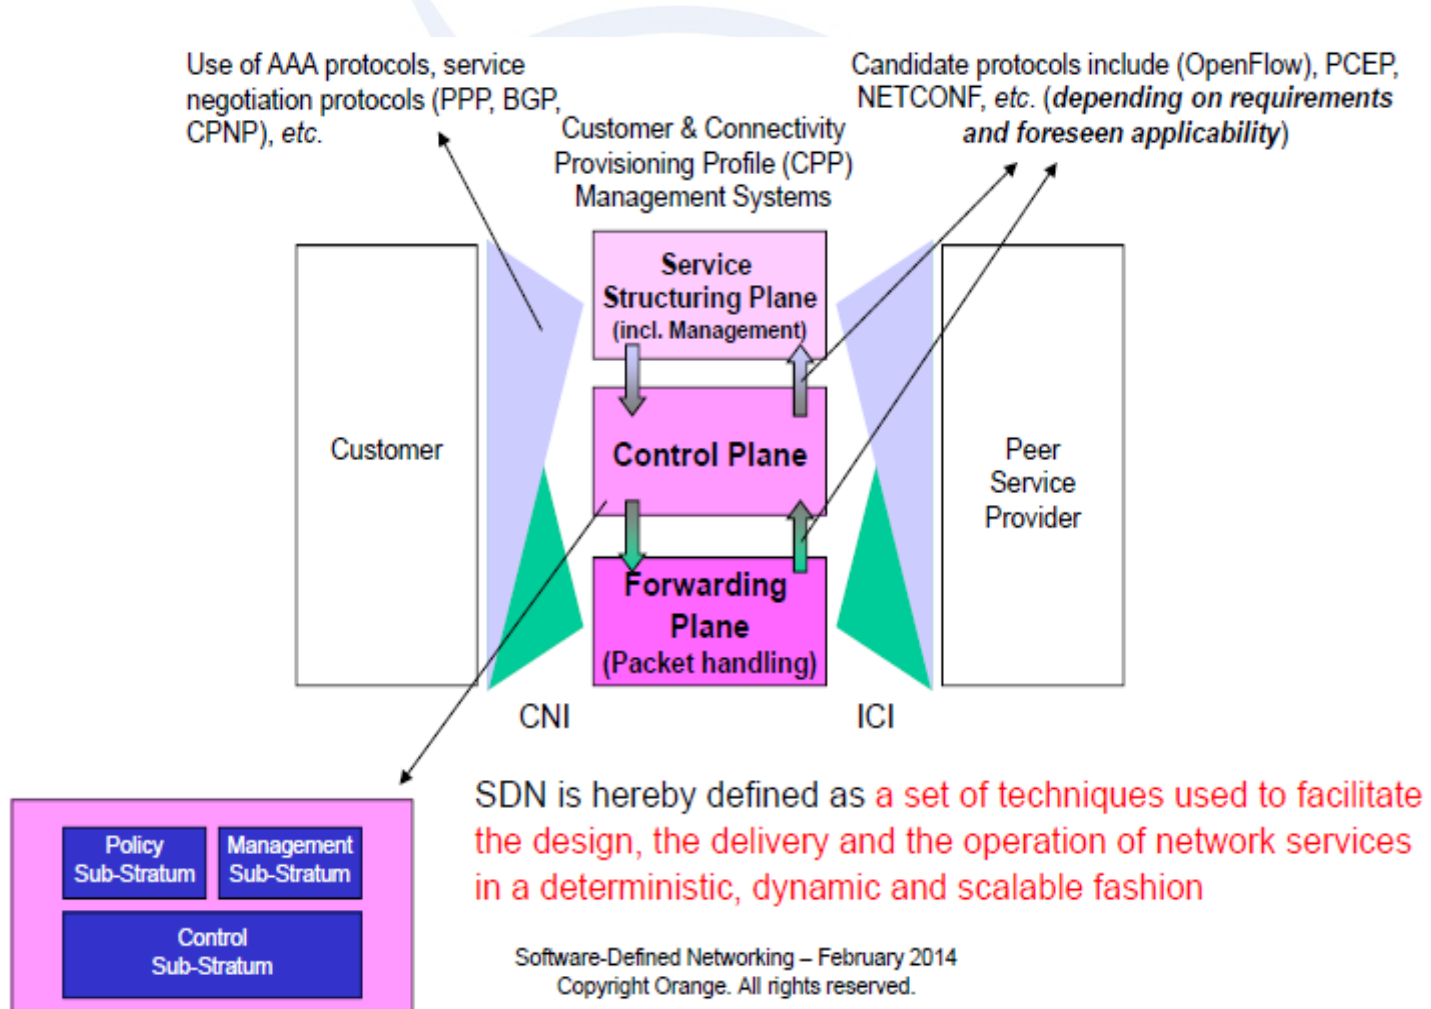 Use of AAA protocols, service
negotiation protocols (PPP, BGP,
CPNP), etc.
Candidate protocols include (OpenFlow), PCEP,
NETCONF, etc. (depending on requirements
and foreseen applicability)
Customer & Connectivity
Provisioning Profile (CPP)
Management Systems
Service
Structuring Plane
(incl. Management)
Customer
Control Plane
Peer
Service
Provider
Forwarding
Plane
(Packet handling)
CNI
ICI
SDN is hereby defined as a set of techniques used to facilitate
the design, the delivery and the operation of network services
in a deterministic, dynamic and scalable fashion
Policy
Sub-Stratum
Management
Sub-Stratum
Control
Sub-Stratum
Software-Defined Networking – February 2014
Copyright Orange. All rights reserved.